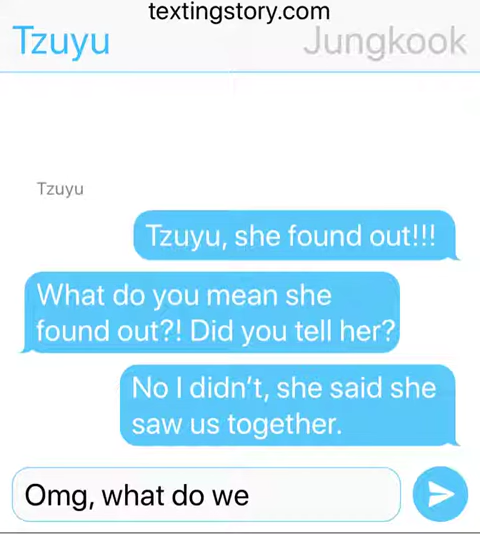 textingstory.com
Tzuyu Jungkook
Tzuyu
Tzuyu, she found out!!!
What do you mean she
found out?! Did you tell her?
No I didn't, she said she
saw us together.
Omg, what do we